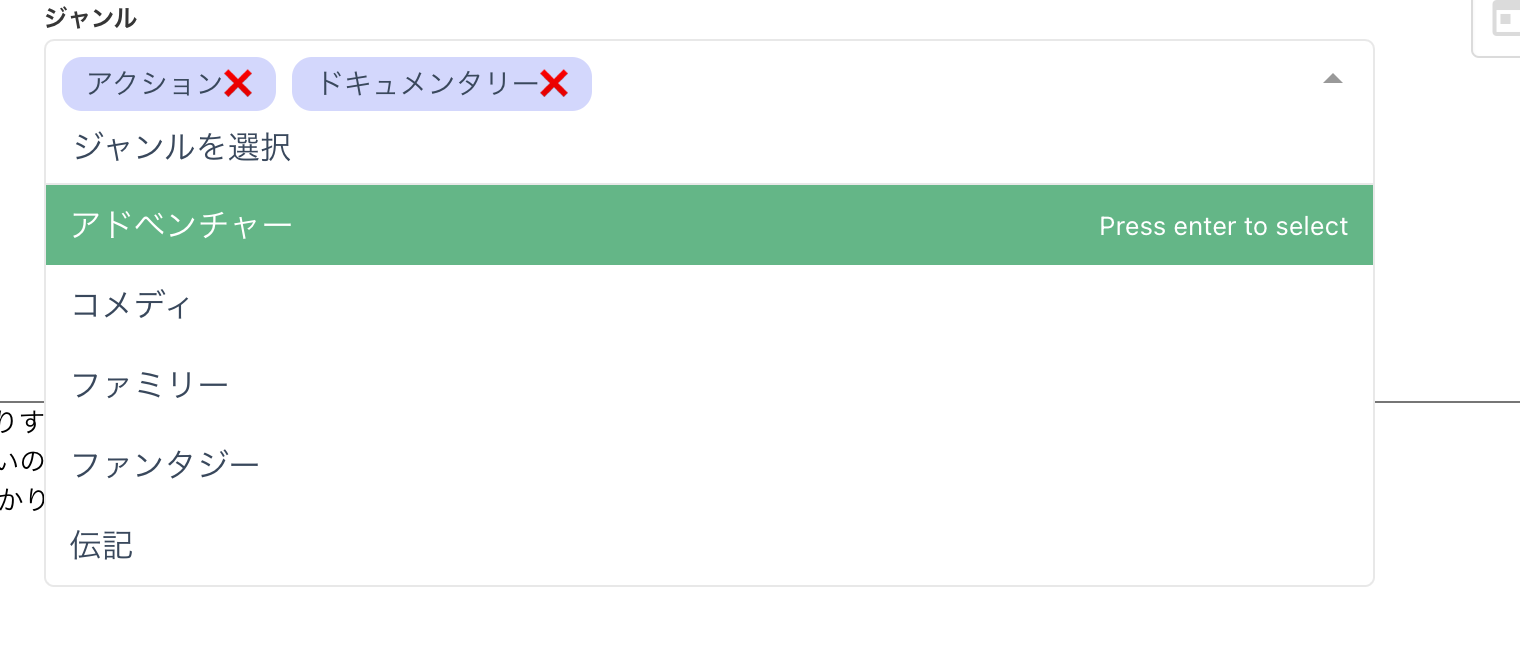 ジャンル
アクション❌ ドキュメンタリー❌
ジャンルを選択
アドベンチャー Press enter to select
コメディ
ファミリー
りす
ファンタジー
いの
かり
伝記